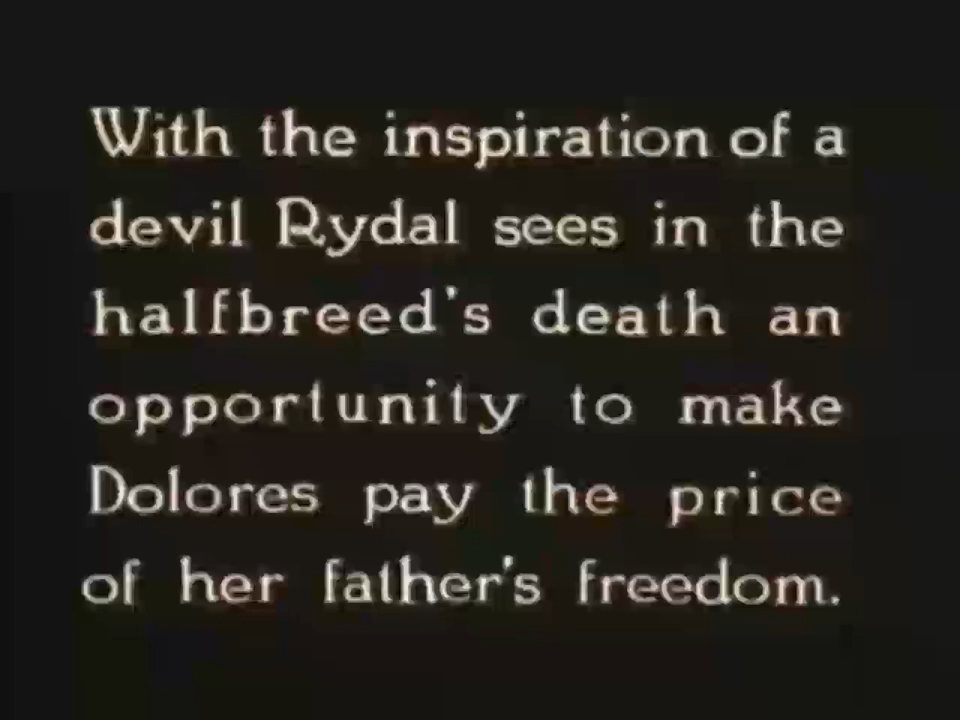 With the inspiration of a
devil Rydal sees in the
halfbreed's death an
opportunity to make
Dolores pay the price
of her father's freedom.